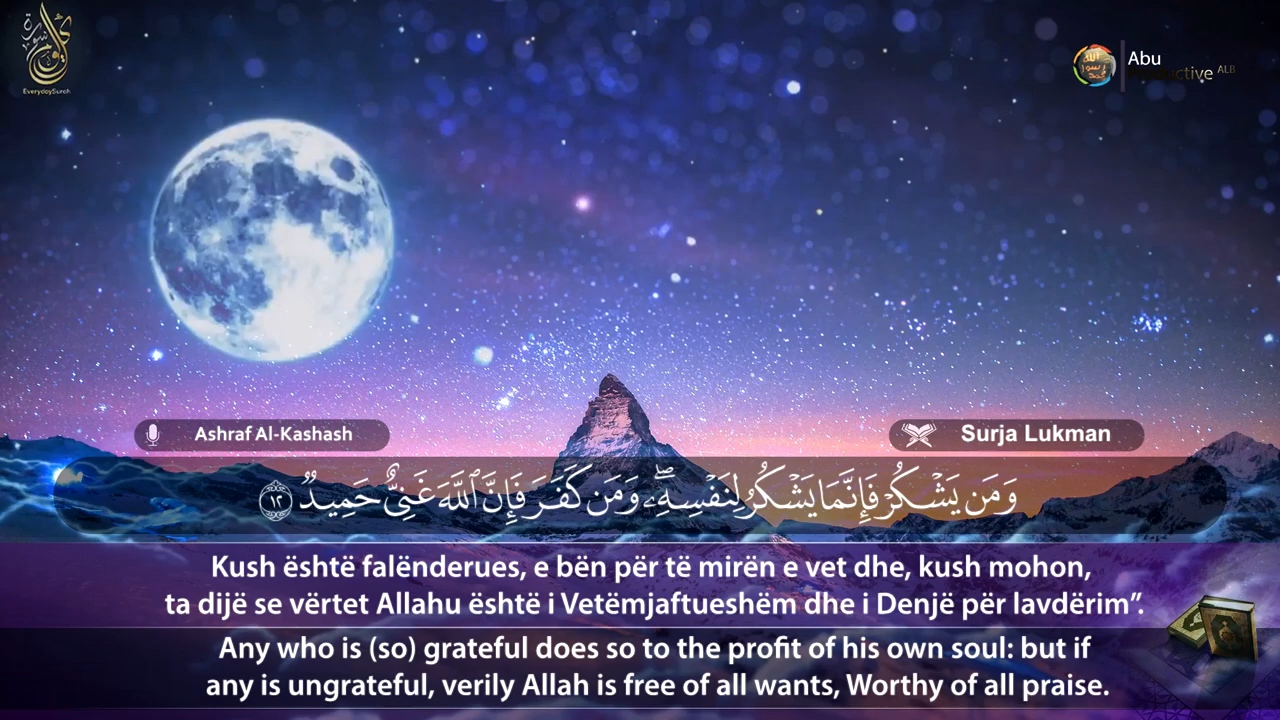 EverydaySurah
Abu
Productive ALB
Ashraf Al-Kashash
Surja Lukman
وَمَن يَشْكُرْ فَإِنَّمَا يَشْكُرُ لِنَفْسِهِۦۖ وَمَن كَفَرَ فَإِنَّ ٱللَّهَ غَنِىٌّ حَمِيدٌ ١٢
Kush është falënderues, e bën për të mirën e vet dhe, kush mohon,
ta dijë se vërtet Allahu është i Vetëmjaftueshëm dhe i Denjë për lavdërim”.
Any who is (so) grateful does so to the profit of his own soul: but if
any is ungrateful, verily Allah is free of all wants, Worthy of all praise.